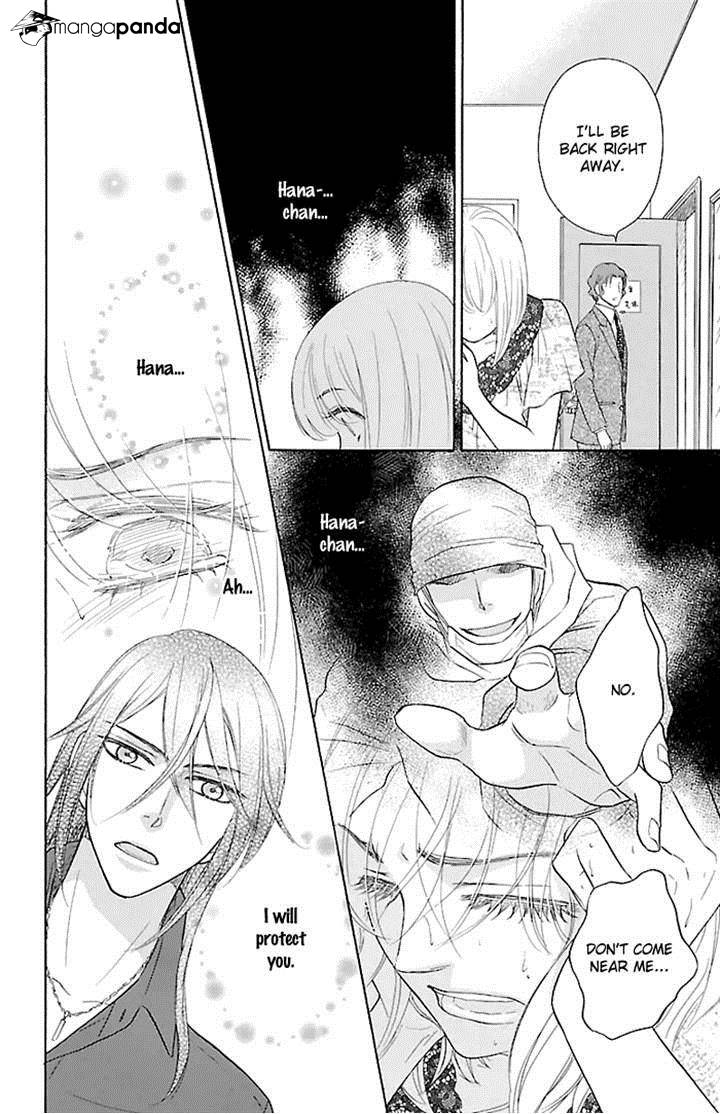 mangapanda
I'LL BE
BACK RIGHT
AWAY.
Hana-...
chan...
Hana-
chan...
NO.
DON'T COME
NEAR ME...
Hana...
Ah...
I will
protect
you.